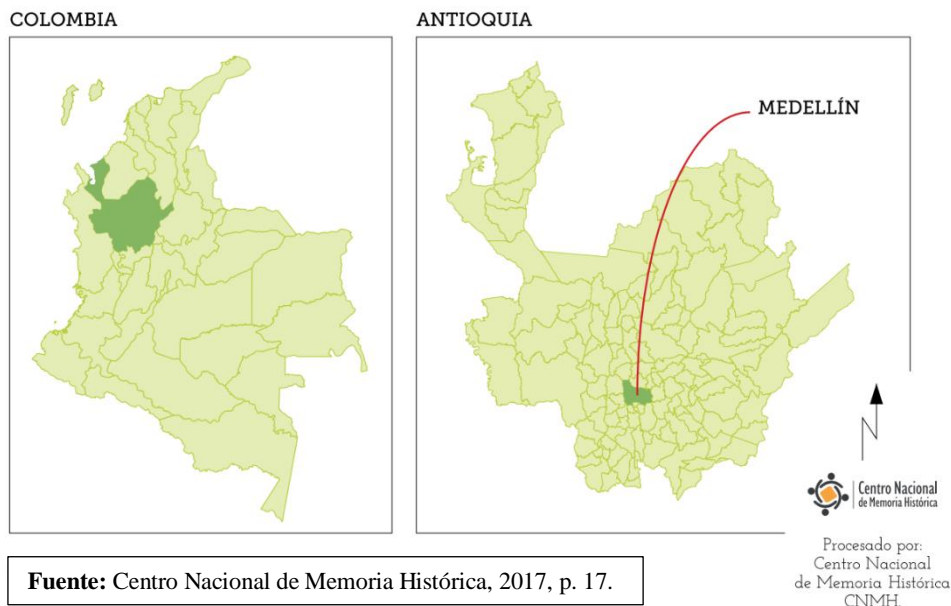 COLOMBIA
ANTIOQUIA
MEDELLÍN
N
Centro Nacional
de Memoria Histórica
Procesado por:
Centro Nacional
de Memoria Histórica
CNMH.
Fuente: Centro Nacional de Memoria Histórica, 2017, p. 17.